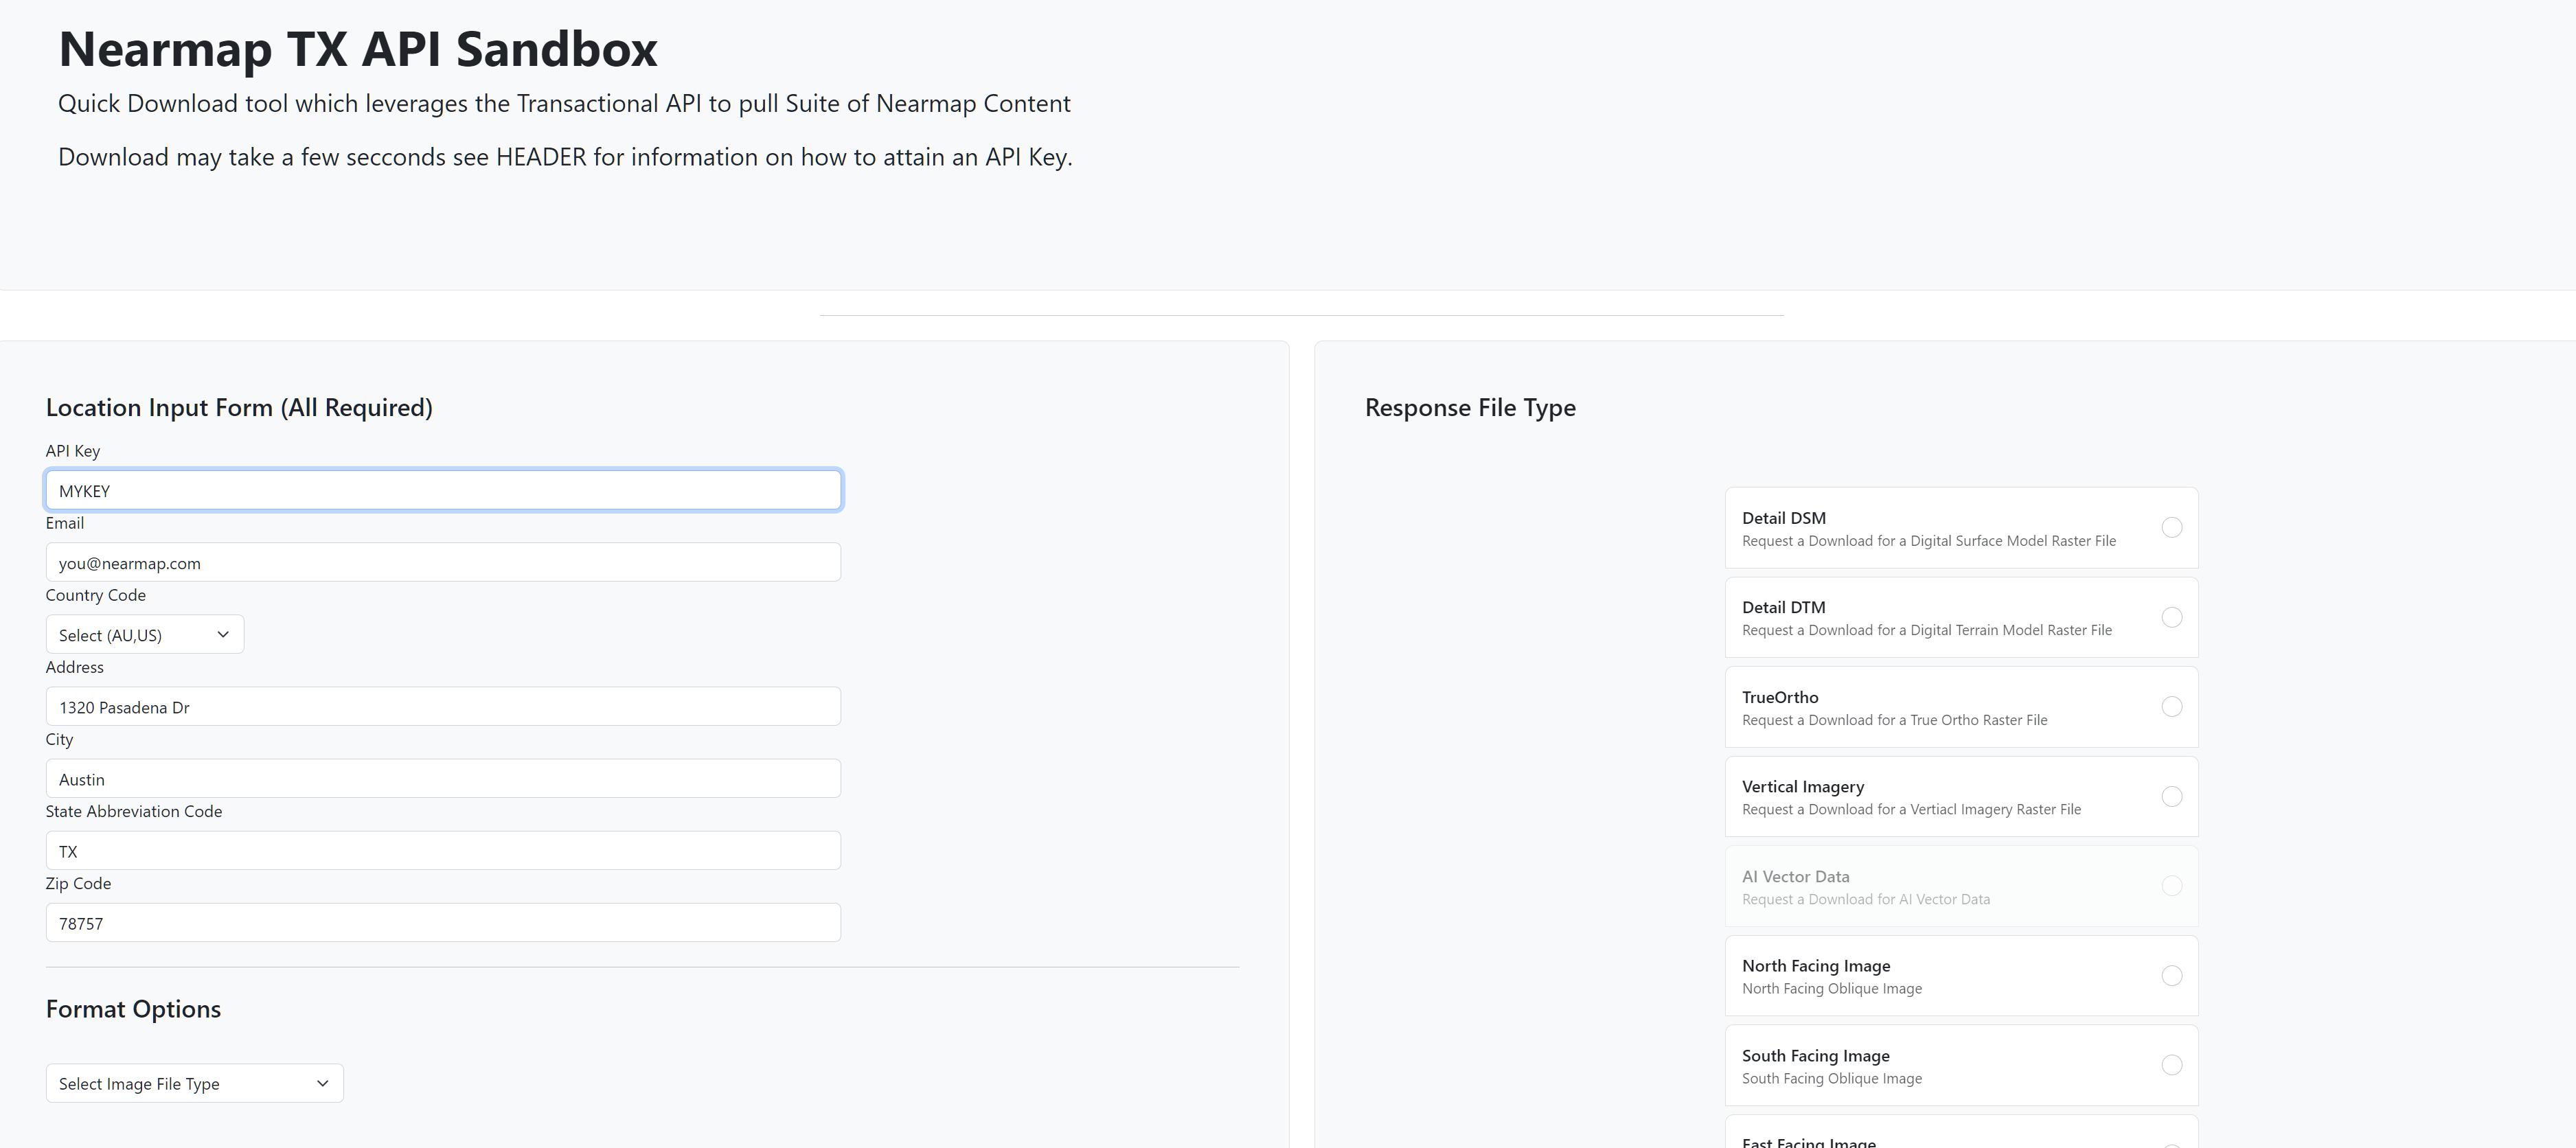 Nearmap TX API Sandbox
Quick Download tool which leverages the Transactional API to pull Suite of Nearmap Content
Download may take a few secconds see HEADER for information on how to attain an API Key.
Location Input Form (All Required)
API Key
MYKEY
Email
you@nearmap.com
Country Code
Select (AU,US)
Address
1320 Pasadena Dr
City
Austin
State Abbreviation Code
TX
Zip Code
78757
Format Options
Select Image File Type
Response File Type
Detail DSM
Request a Download for a Digital Surface Model Raster File
Detail DTM
Request a Download for a Digital Terrain Model Raster File
TrueOrtho
Request a Download for a True Ortho Raster File
Vertical Imagery
Request a Download for a Vertiacl Imagery Raster File
AI Vector Data
Request a Download for AI Vector Data
North Facing Image
North Facing Oblique Image
South Facing Image
South Facing Oblique Image
East Facing Image